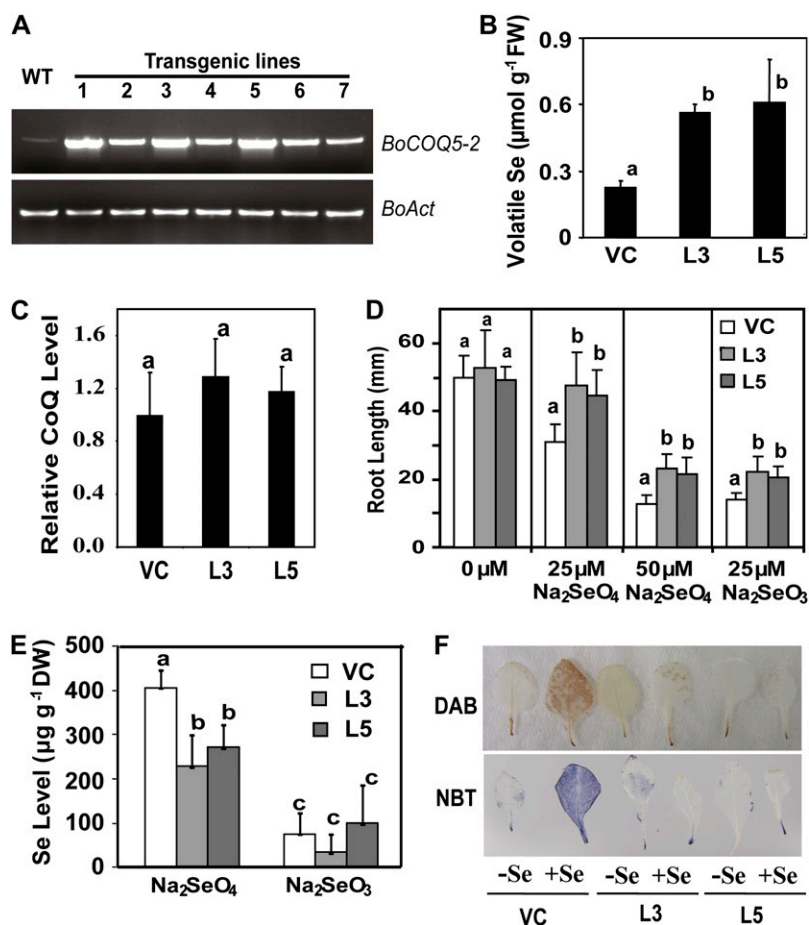 A
Transgenic lines
WT
1 2 3 4 5 6 7
BoCOQ5-2
BoAct
B
Volatile Se (µmol g⁻¹FW)
0.9
0.6
0.3
0
a
b
b
VC L3 L5
C
Relative CoQ Level
1.8
1.2
0.6
0.0
a
a
a
VC L3 L5
D
Root Length (mm)
60
40
20
0
VC
L3
L5
a a a
a b b
a b b
a b b
0 µM
25µM Na₂SeO₄
50µM Na₂SeO₄
25µM Na₂SeO₃
E
Se Level (µg g⁻¹ DW)
500
400
300
200
100
0
VC
L3
L5
a b b
c c c
Na₂SeO₄ Na₂SeO₃
F
DAB
NBT
-Se +Se -Se +Se -Se +Se
VC L3 L5